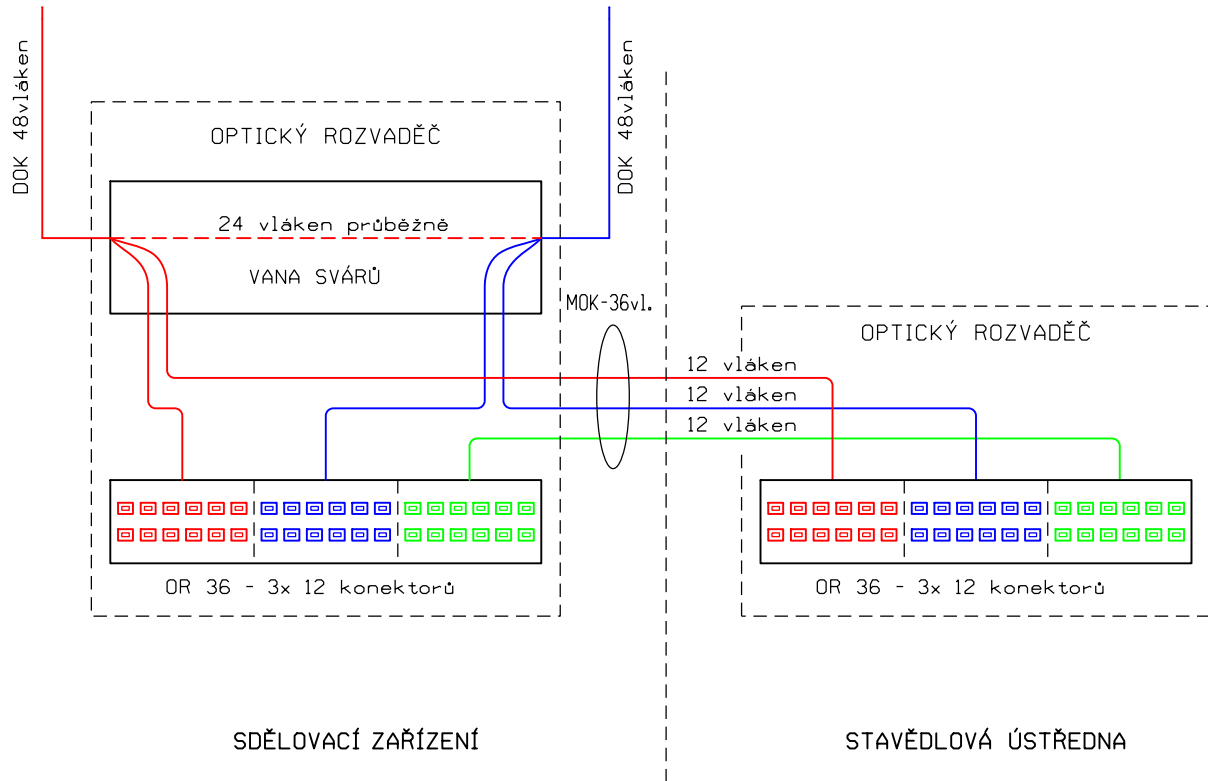 DOK 48vláken
DOK 48vláken
OPTICKÝ ROZVADĚČ
24 vláken průběžně
VANA SVÁRŮ
MOK-36vl.
OPTICKÝ ROZVADĚČ
12 vláken
12 vláken
12 vláken
OR 36 - 3x 12 konektorů
OR 36 - 3x 12 konektorů
SDĚLOVACÍ ZAŘÍZENÍ
STAVĚDLOVÁ ÚSTŘEDNA